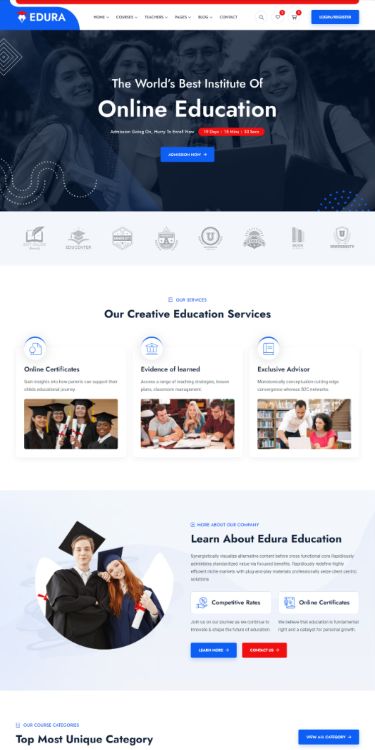 EDURA
HOME COURSES TEACHERS PAGES BLOG CONTACT
LOGIN/REGISTER
The World's Best Institute Of
Online Education
Admission Going On, Hurry To Enroll Now
ADMISSION NOW →
EDUCENTER
UNIVERSITY
OUR SERVICES
Our Creative Education Services
Online Certificates
Gain insights into how parents can support their
child's educational journey.
Evidence of learned
Access a range of teaching strategies, lesson
plans, classroom management.
Exclusive Advisor
Monotonically conceptualize cutting-edge
convergence whereas B2C networks.
MORE ABOUT OUR COMPANY
Learn About Edura Education
Synergistically visualize alternative content before cross functional core Rapidiously
administrate standardized value via focused benefits. Rapidiously redefine highly
efficient niche markets with plug-and-play materials professionally seize client centric
solutions
Competitive Rates
Online Certificates
Join us on our journey as we continue to
innovate & shape the future of education
We believe that education is fundamental
right and a catalyst for personal growth.
LEARN MORE →
CONTACT US →
OUR COURSE CATEGORIES
Top Most Unique Category
VIEW ALL CATEGORY →